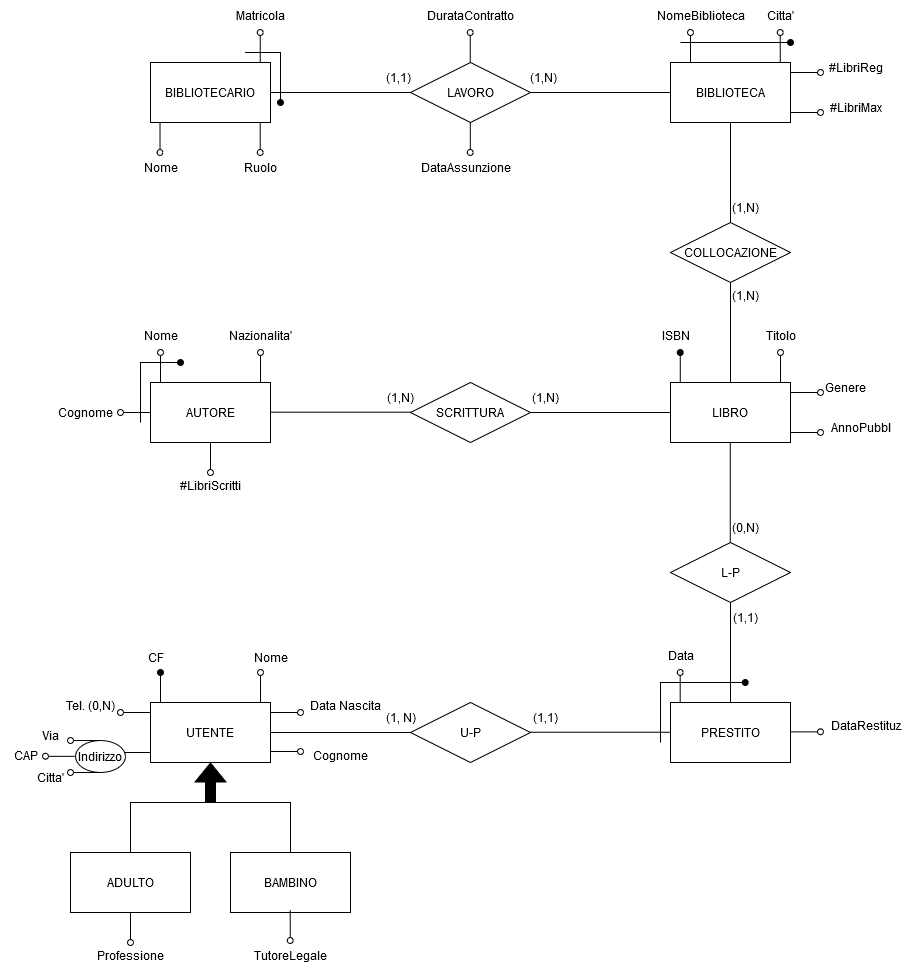 Matricola
DurataContratto
NomeBiblioteca
Citta'
BIBLIOTECARIO
(1,1)
LAVORO
(1,N)
BIBLIOTECA
#LibriReg
#LibriMax
Nome
Ruolo
DataAssunzione
(1,N)
COLLOCAZIONE
(1,N)
Nome
Nazionalita'
ISBN
Titolo
Cognome
AUTORE
(1,N)
SCRITTURA
(1,N)
LIBRO
Genere
AnnoPubbl
#LibriScritti
(0,N)
L-P
(1,1)
CF
Nome
Data
Tel. (0,N)
Data Nascita
Via
CAP
Citta'
Indirizzo
UTENTE
(1, N)
U-P
(1,1)
PRESTITO
DataRestituz
Cognome
ADULTO
BAMBINO
Professione
TutoreLegale